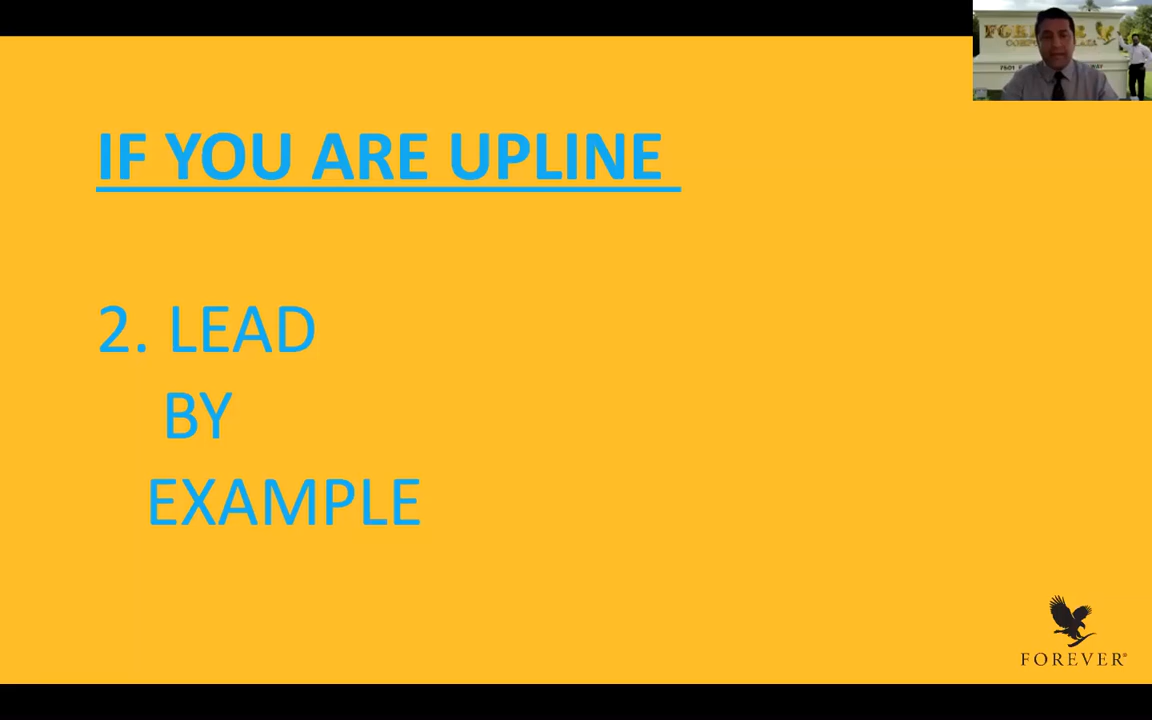 IF YOU ARE UPLINE
2. LEAD
BY
EXAMPLE
FOREVER®